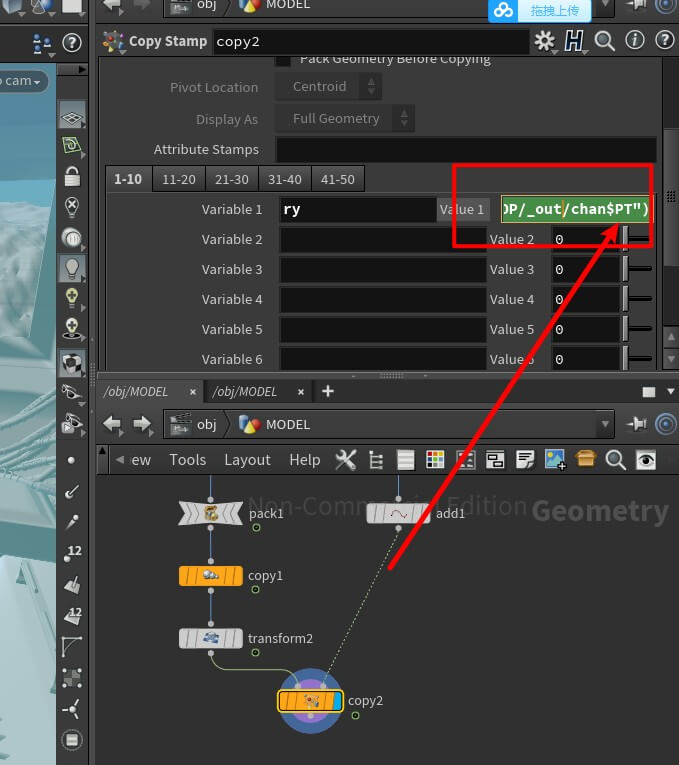 obj MODEL
拖拽上传
Copy Stamp copy2
cam
Pack Geometry Before Copying
Pivot Location Centroid
Display As Full Geometry
Attribute Stamps
1-10 11-20 21-30 31-40 41-50
Variable 1 ry Value 1 OP/_out/chan$PT")
Variable 2 Value 2 0
Variable 3 Value 3 0
Variable 4 Value 4 0
Variable 5 Value 5 0
Variable 6 0
/obj/MODEL × /obj/MODEL × +
obj MODEL
ew Tools Layout Help
Non-Commercial Edition
Geometry
pack1 add1
copy1
transform2
copy2
12
12